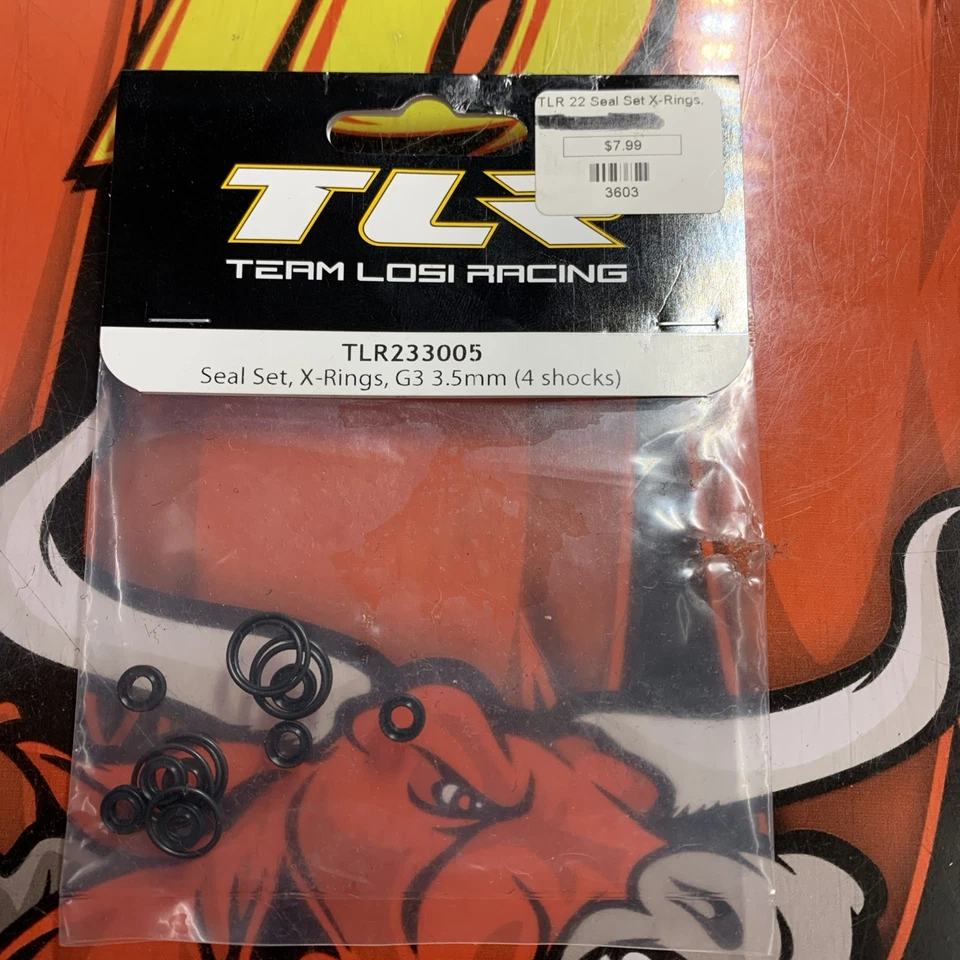 TLR 22 Seal Set X-Rings,
$7.99
3603
TLR
TEAM LOSI RACING
TLR233005
Seal Set, X-Rings, G3 3.5mm (4 shocks)